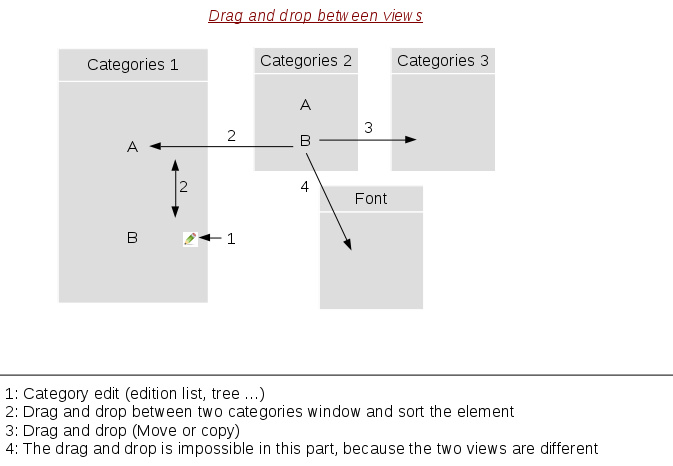 Drag and drop between views
Categories 1
Categories 2
Categories 3
A
B
2
3
A
2
4
Font
B
1
1: Category edit (edition list, tree ...)
2: Drag and drop between two categories window and sort the element
3: Drag and drop (Move or copy)
4: The drag and drop is impossible in this part, because the two views are different